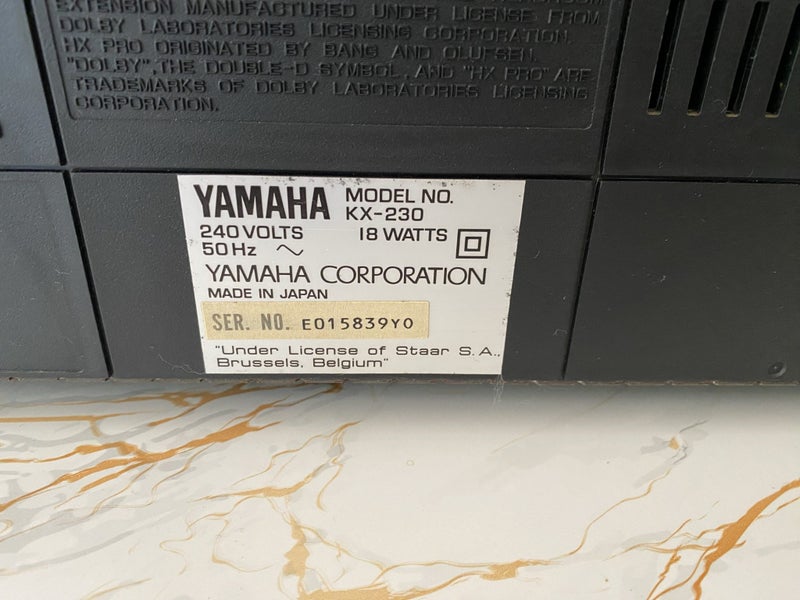 EXTENSION MANUFACTURED UNDER LICENSE FROM
DOLBY LABORATORIES LICENSING CORPORATION.
HX PRO ORIGINATED BY BANG AND OLUFSEN.
"DOLBY", THE DOUBLE-D SYMBOL, AND "HX PRO" ARE
TRADEMARKS OF DOLBY LABORATORIES LICENSING
CORPORATION.
YAMAHA MODEL NO.
KX-230
240 VOLTS 18 WATTS
50 Hz ~
YAMAHA CORPORATION
MADE IN JAPAN
SER. NO. E015839Y0
"Under License of Staar S.A.,
Brussels, Belgium"